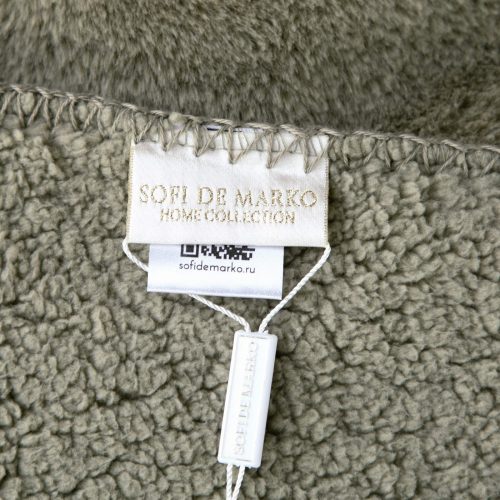 SOFI DE MARKO
HOME COLLECTION
sofidemarko.ru
SOFI DE MARKO